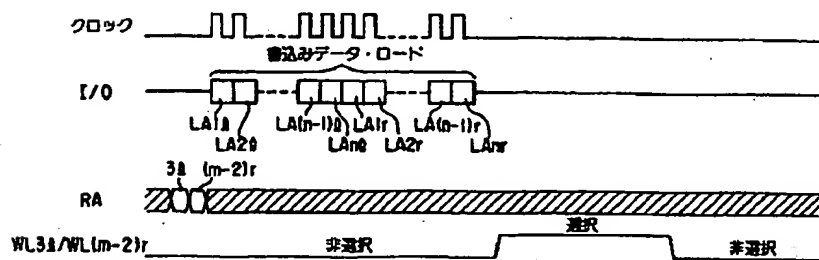 クロック
書込みデータ・ロード
I/O
LA1ℓ
LA2ℓ
LA(n-1)ℓ
LAnℓ
LA1r
LA2r
LA(n-1)r
LAnr
3ℓ (m-2)r
RA
選択
WL3ℓ/WL(m-2)r 非選択 非選択